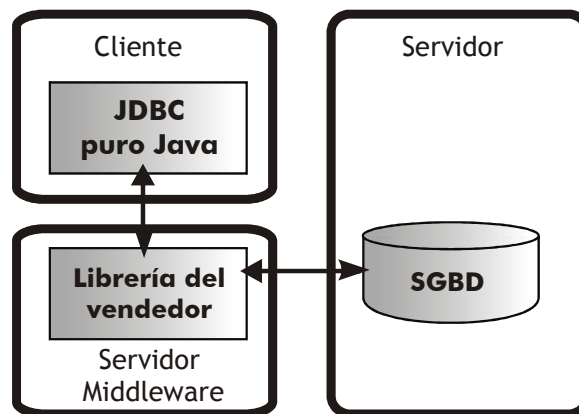 Cliente
JDBC
puro Java
Librería del
vendedor
Servidor
Middleware
Servidor
SGBD